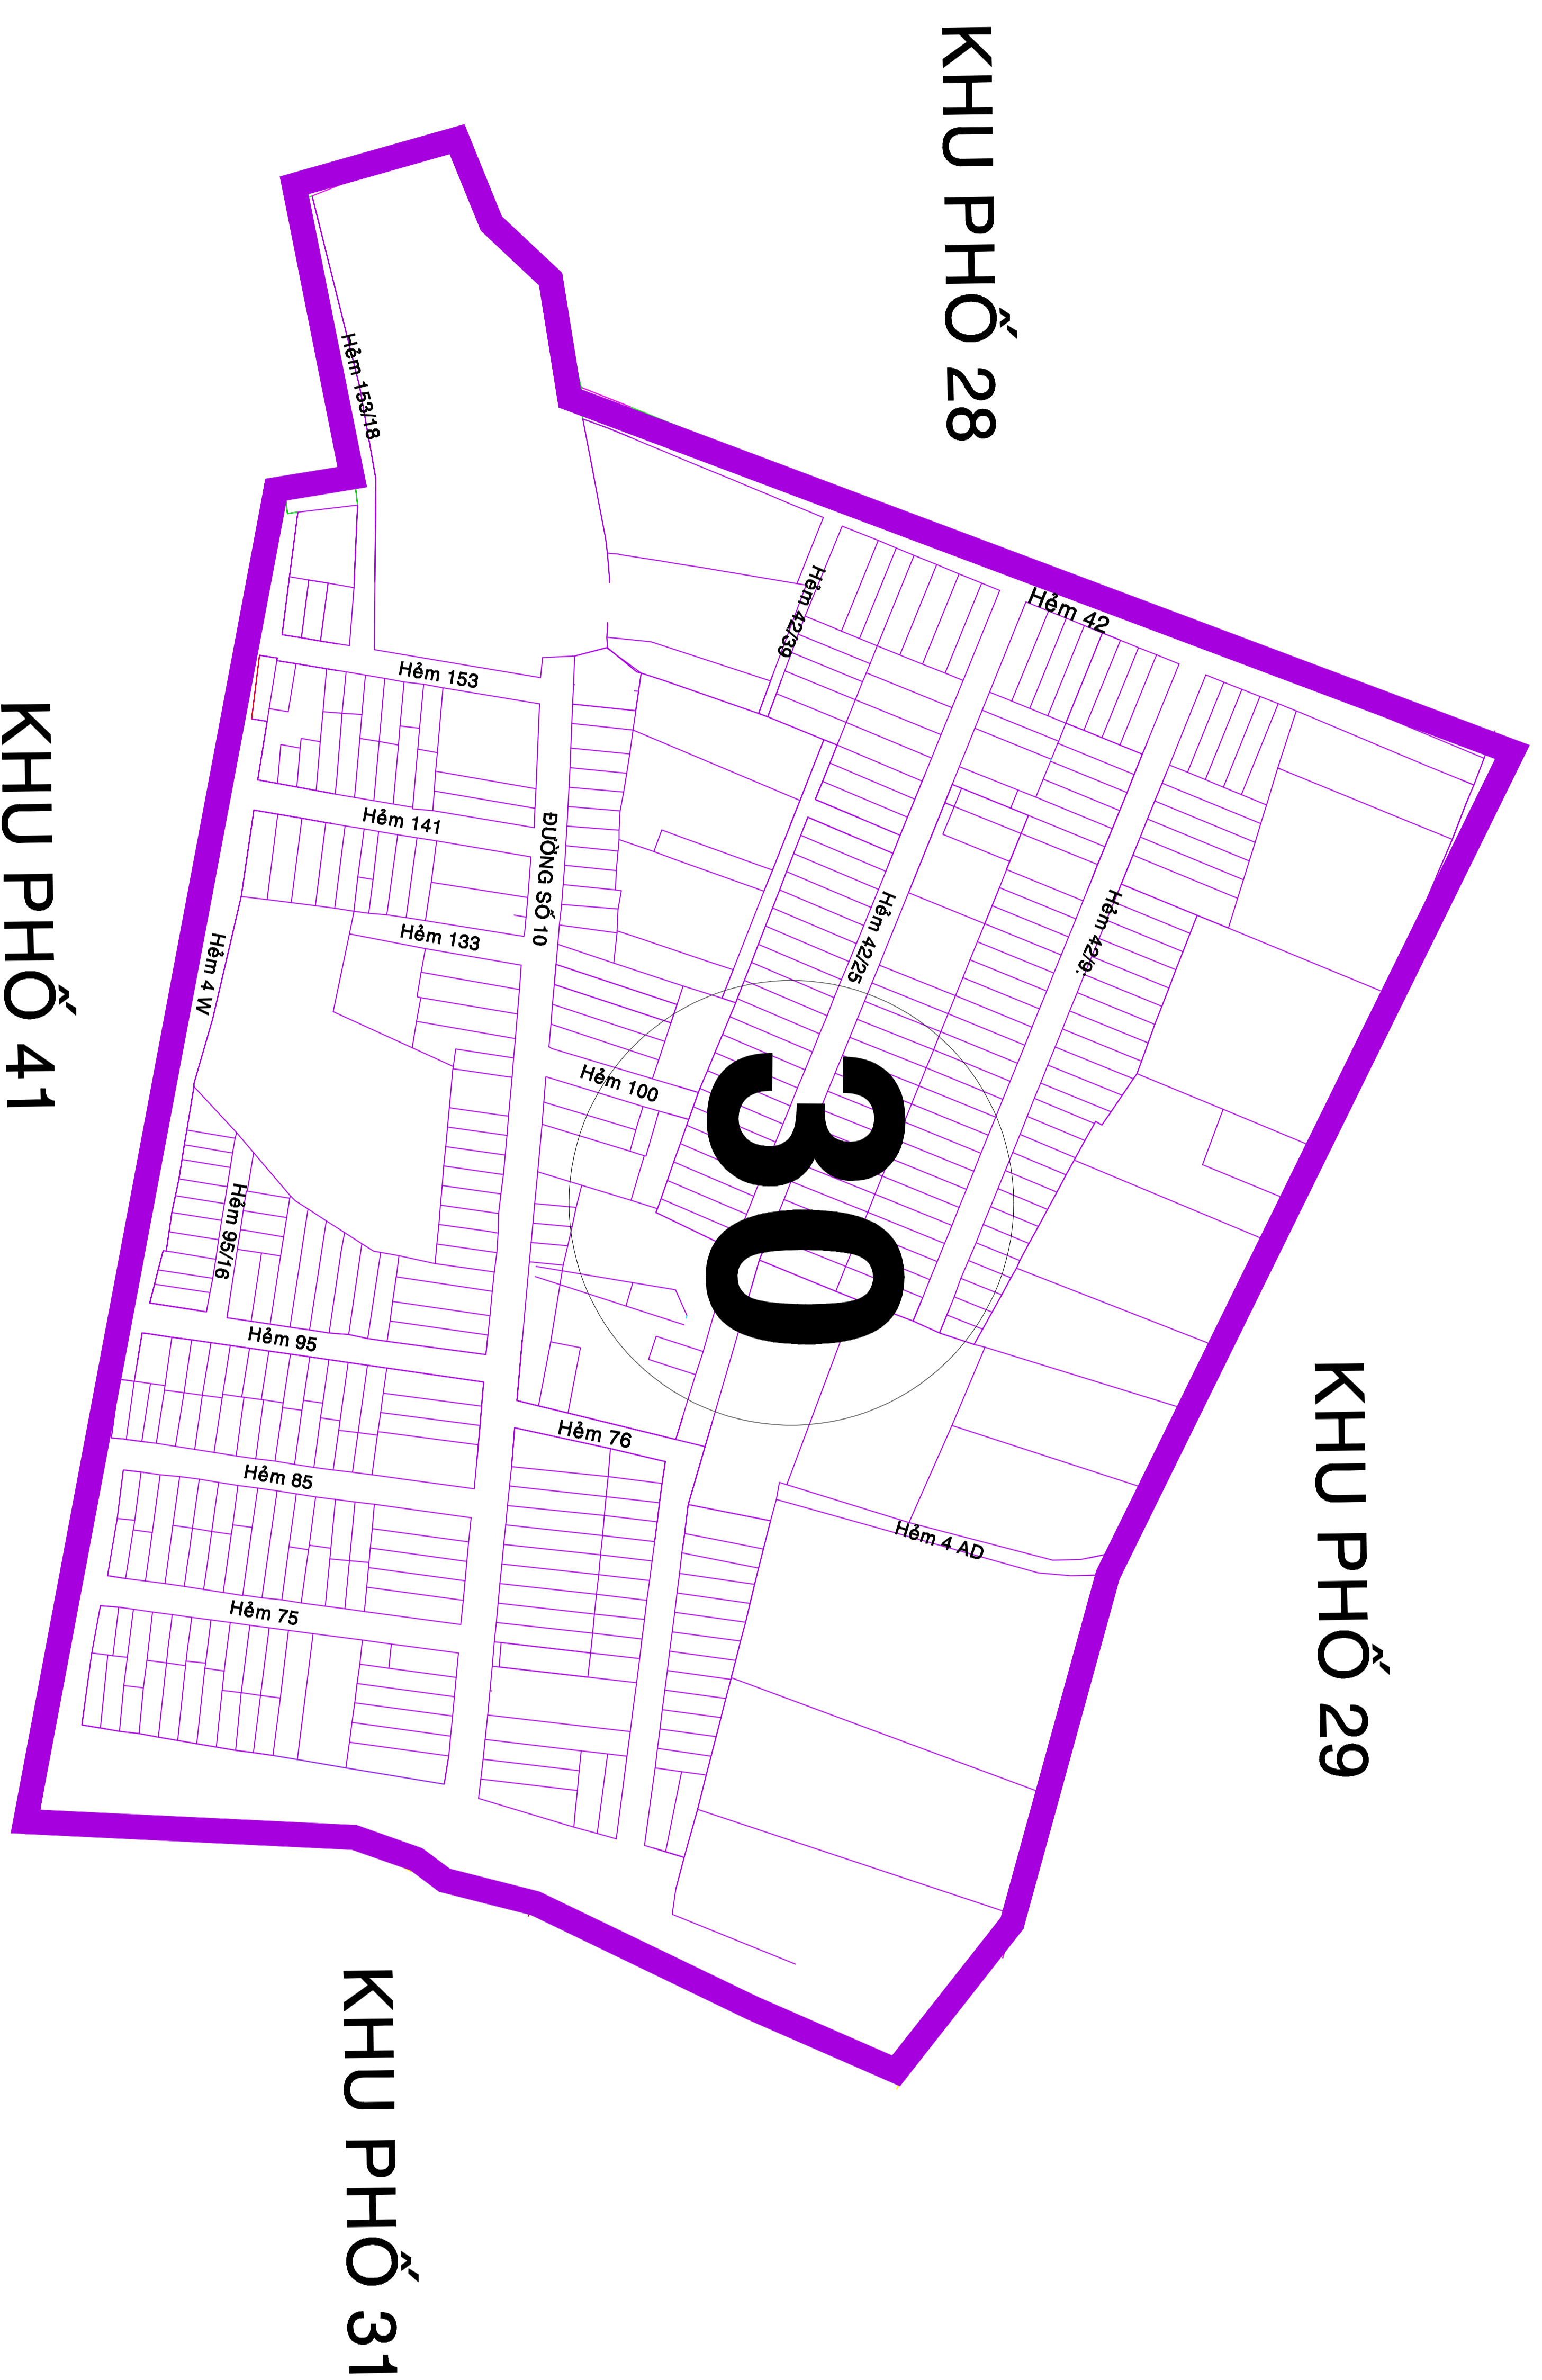 KHU PHỐ 28
KHU PHỐ 41
KHU PHỐ 29
KHU PHỐ 31
30
Hẻm 153/18
Hẻm 42
Hẻm 42/39
Hẻm 153
Hẻm 141
ĐƯỜNG SỐ 10
Hẻm 42/25
Hẻm 42/9.
Hẻm 133
Hẻm 4 W
Hẻm 100
Hẻm 95/16
Hẻm 95
Hẻm 76
Hẻm 85
Hẻm 4 AD
Hẻm 75